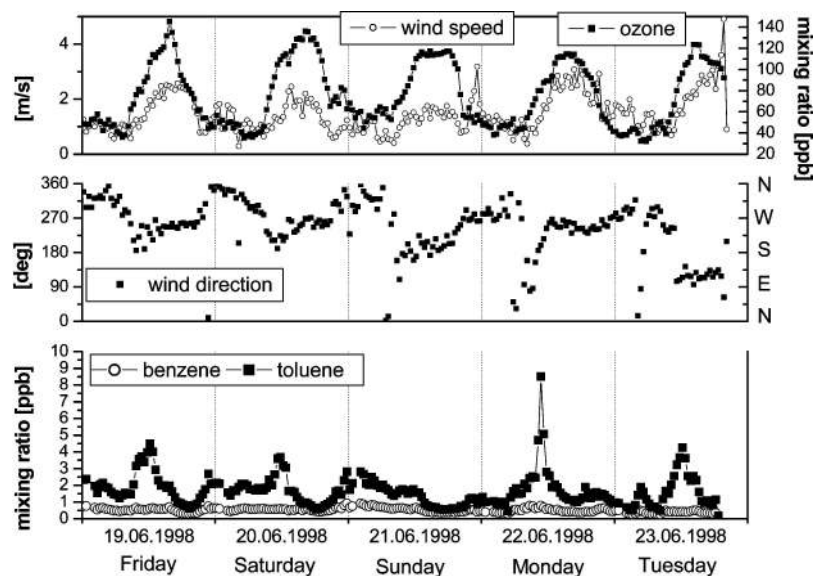 wind speed
ozone
[m/s]
4
2
0
140
120
100
80
60
40
20
mixing ratio [ppb]
[deg]
360
270
180
90
0
wind direction
N
W
S
E
N
mixing ratio [ppb]
10
9
8
7
6
5
4
3
2
1
0
benzene toluene
19.06.1998 20.06.1998 21.06.1998 22.06.1998 23.06.1998
Friday Saturday Sunday Monday Tuesday